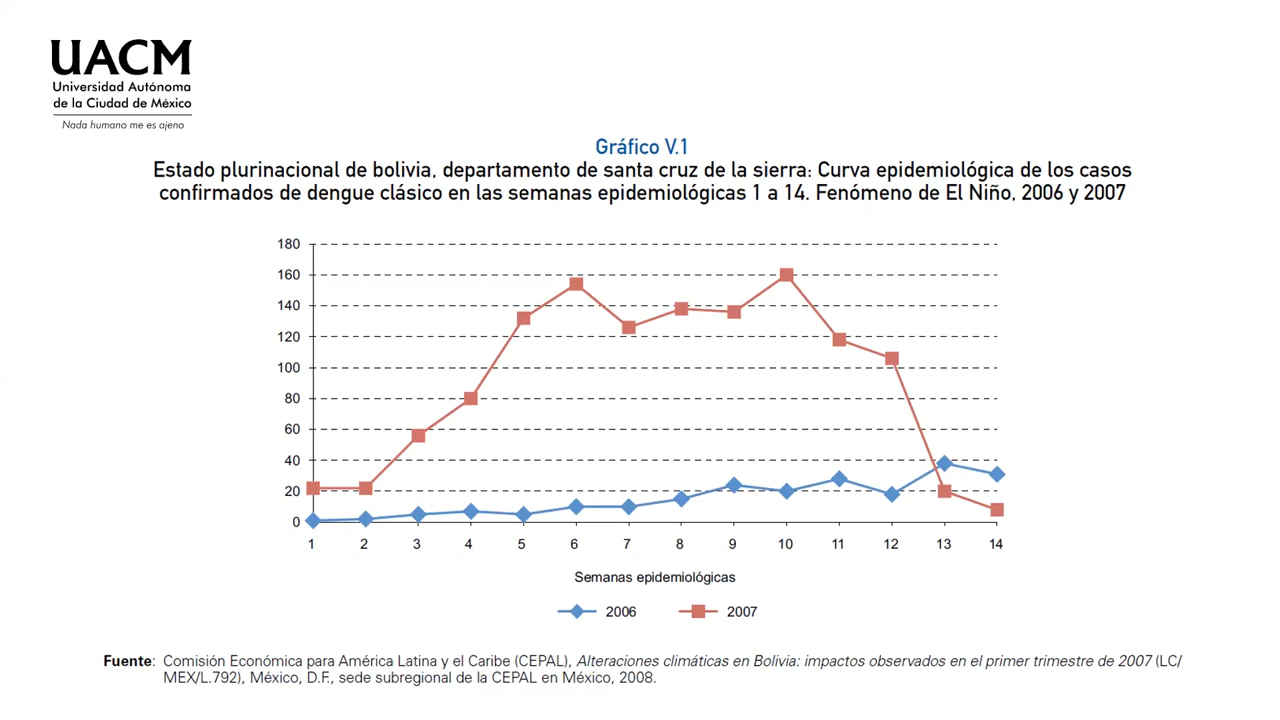 UACM
Universidad Autónoma
de la Ciudad de México
Nada humano me es ajeno
Gráfico V.1
Estado plurinacional de bolivia, departamento de santa cruz de la sierra: Curva epidemiológica de los casos
confirmados de dengue clásico en las semanas epidemiológicas 1 a 14. Fenómeno de El Niño, 2006 y 2007
180
160
140
120
100
80
60
40
20
0
1 2 3 4 5 6 7 8 9 10 11 12 13 14
Semanas epidemiológicas
2006 2007
Fuente: Comisión Económica para América Latina y el Caribe (CEPAL), Alteraciones climáticas en Bolivia: impactos observados en el primer trimestre de 2007 (LC/
MEX/L.792), México, D.F., sede subregional de la CEPAL en México, 2008.